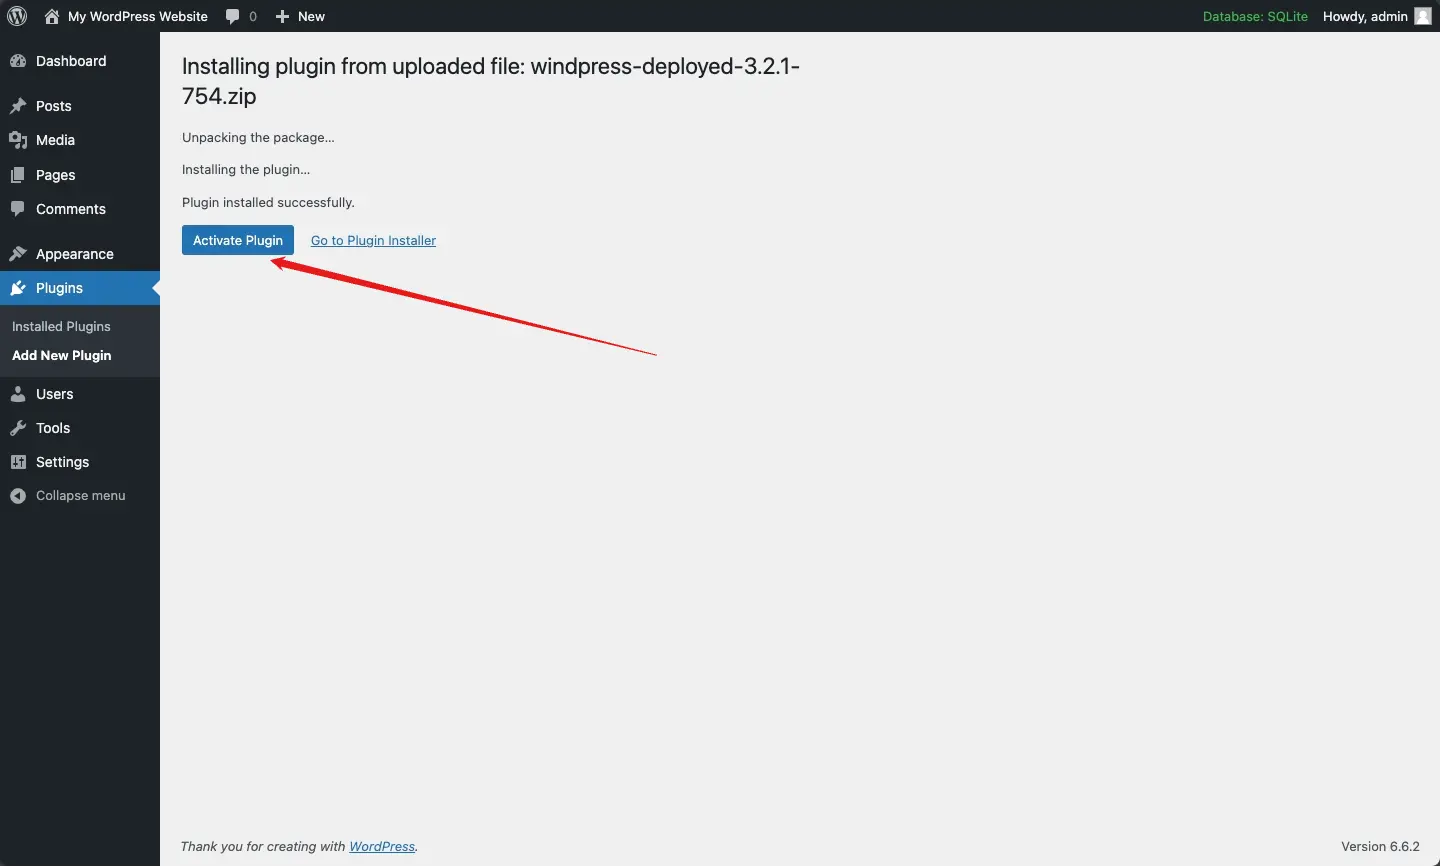 My WordPress Website
0
New
Database: SQLite
Howdy, admin
Dashboard
Posts
Media
Pages
Comments
Appearance
Plugins
Installed Plugins
Add New Plugin
Users
Tools
Settings
Collapse menu
Installing plugin from uploaded file: windpress-deployed-3.2.1-
754.zip
Unpacking the package…
Installing the plugin…
Plugin installed successfully.
Activate Plugin
Go to Plugin Installer
Thank you for creating with WordPress.
Version 6.6.2